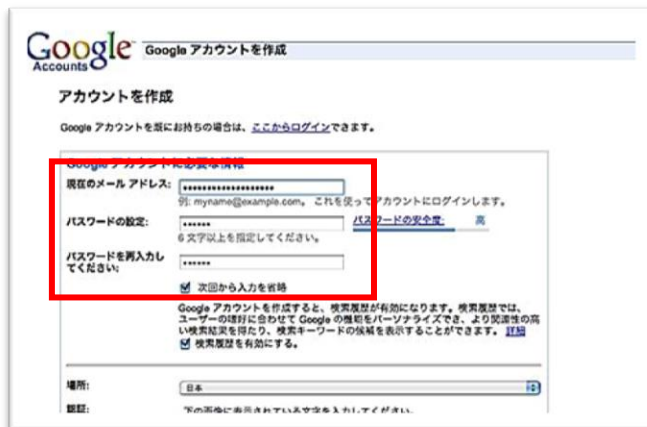 Google
Accounts
Google アカウントを作成
アカウントを作成
Google アカウントを既にお持ちの場合は、ここからログインできます。
Google アカウントに必要な情報
現在のメール アドレス: •••••••••••••••••••
例: myname@example.com。 これを使ってアカウントにログインします。
パスワードの設定: •••••• パスワードの安全度: 高
6 文字以上を指定してください。
パスワードを再入力し
てください: ••••••
次回から入力を省略
Google アカウントを作成すると、検索履歴が有効になります。検索履歴では、
ユーザーの嗜好に合わせて Google の機能をパーソナライズでき、より関連性の高
い検索結果を得たり、検索キーワードの候補を表示することができます。 詳細
検索履歴を有効にする。
場所: 日本
認証: 下の画像に表示されている文字を入力してください。